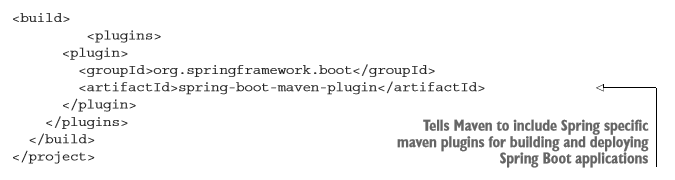 <build>
<plugins>
<plugin>
<groupId>org.springframework.boot</groupId>
<artifactId>spring-boot-maven-plugin</artifactId>
</plugin>
</plugins>
</build>
</project>
Tells Maven to include Spring specific
maven plugins for building and deploying
Spring Boot applications